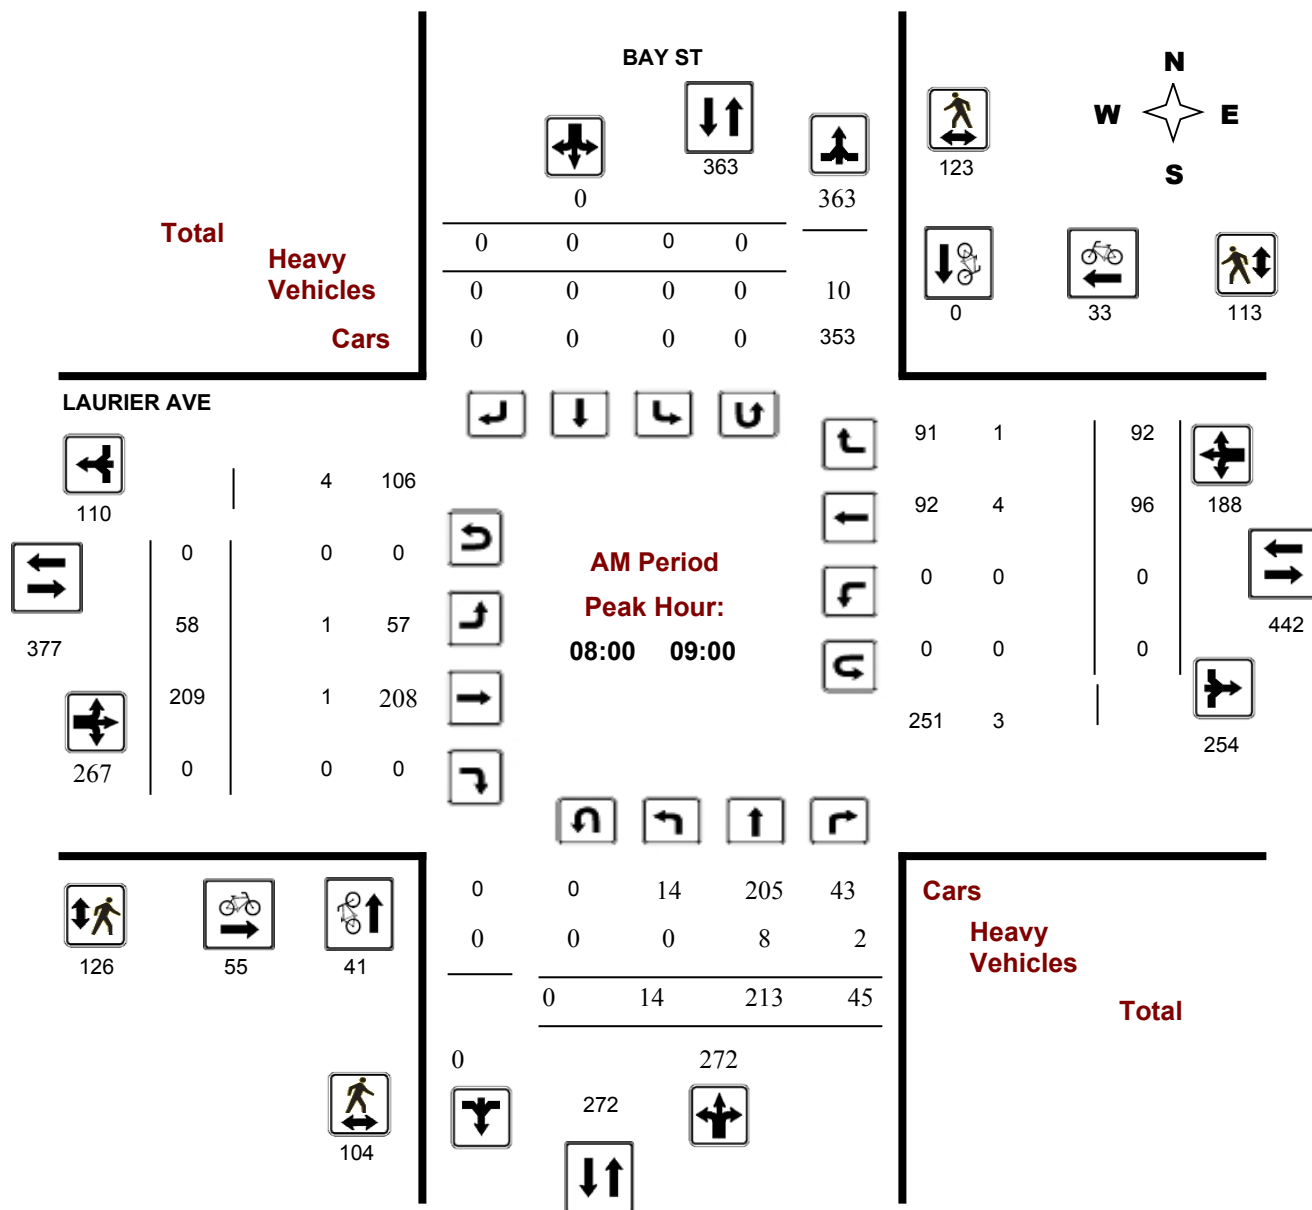 BAY ST
N
W E
S
363
123
0 363
Total
0 0 0 0
Heavy
Vehicles
0 0 0 0 10
0 33 113
Cars
0 0 0 0 353
LAURIER AVE
91 1 92
4 106
110
92 4 96 188
0 0 0
AM Period
0 0 0
Peak Hour:
58 1 57
377
442
08:00 09:00
0 0 0
209 1 208
251 3
254
267
0 0 0
0 0 14 205 43
Cars
0 0 0 8 2
Heavy
Vehicles
126 55 41
0 14 213 45
Total
0 272
272
104